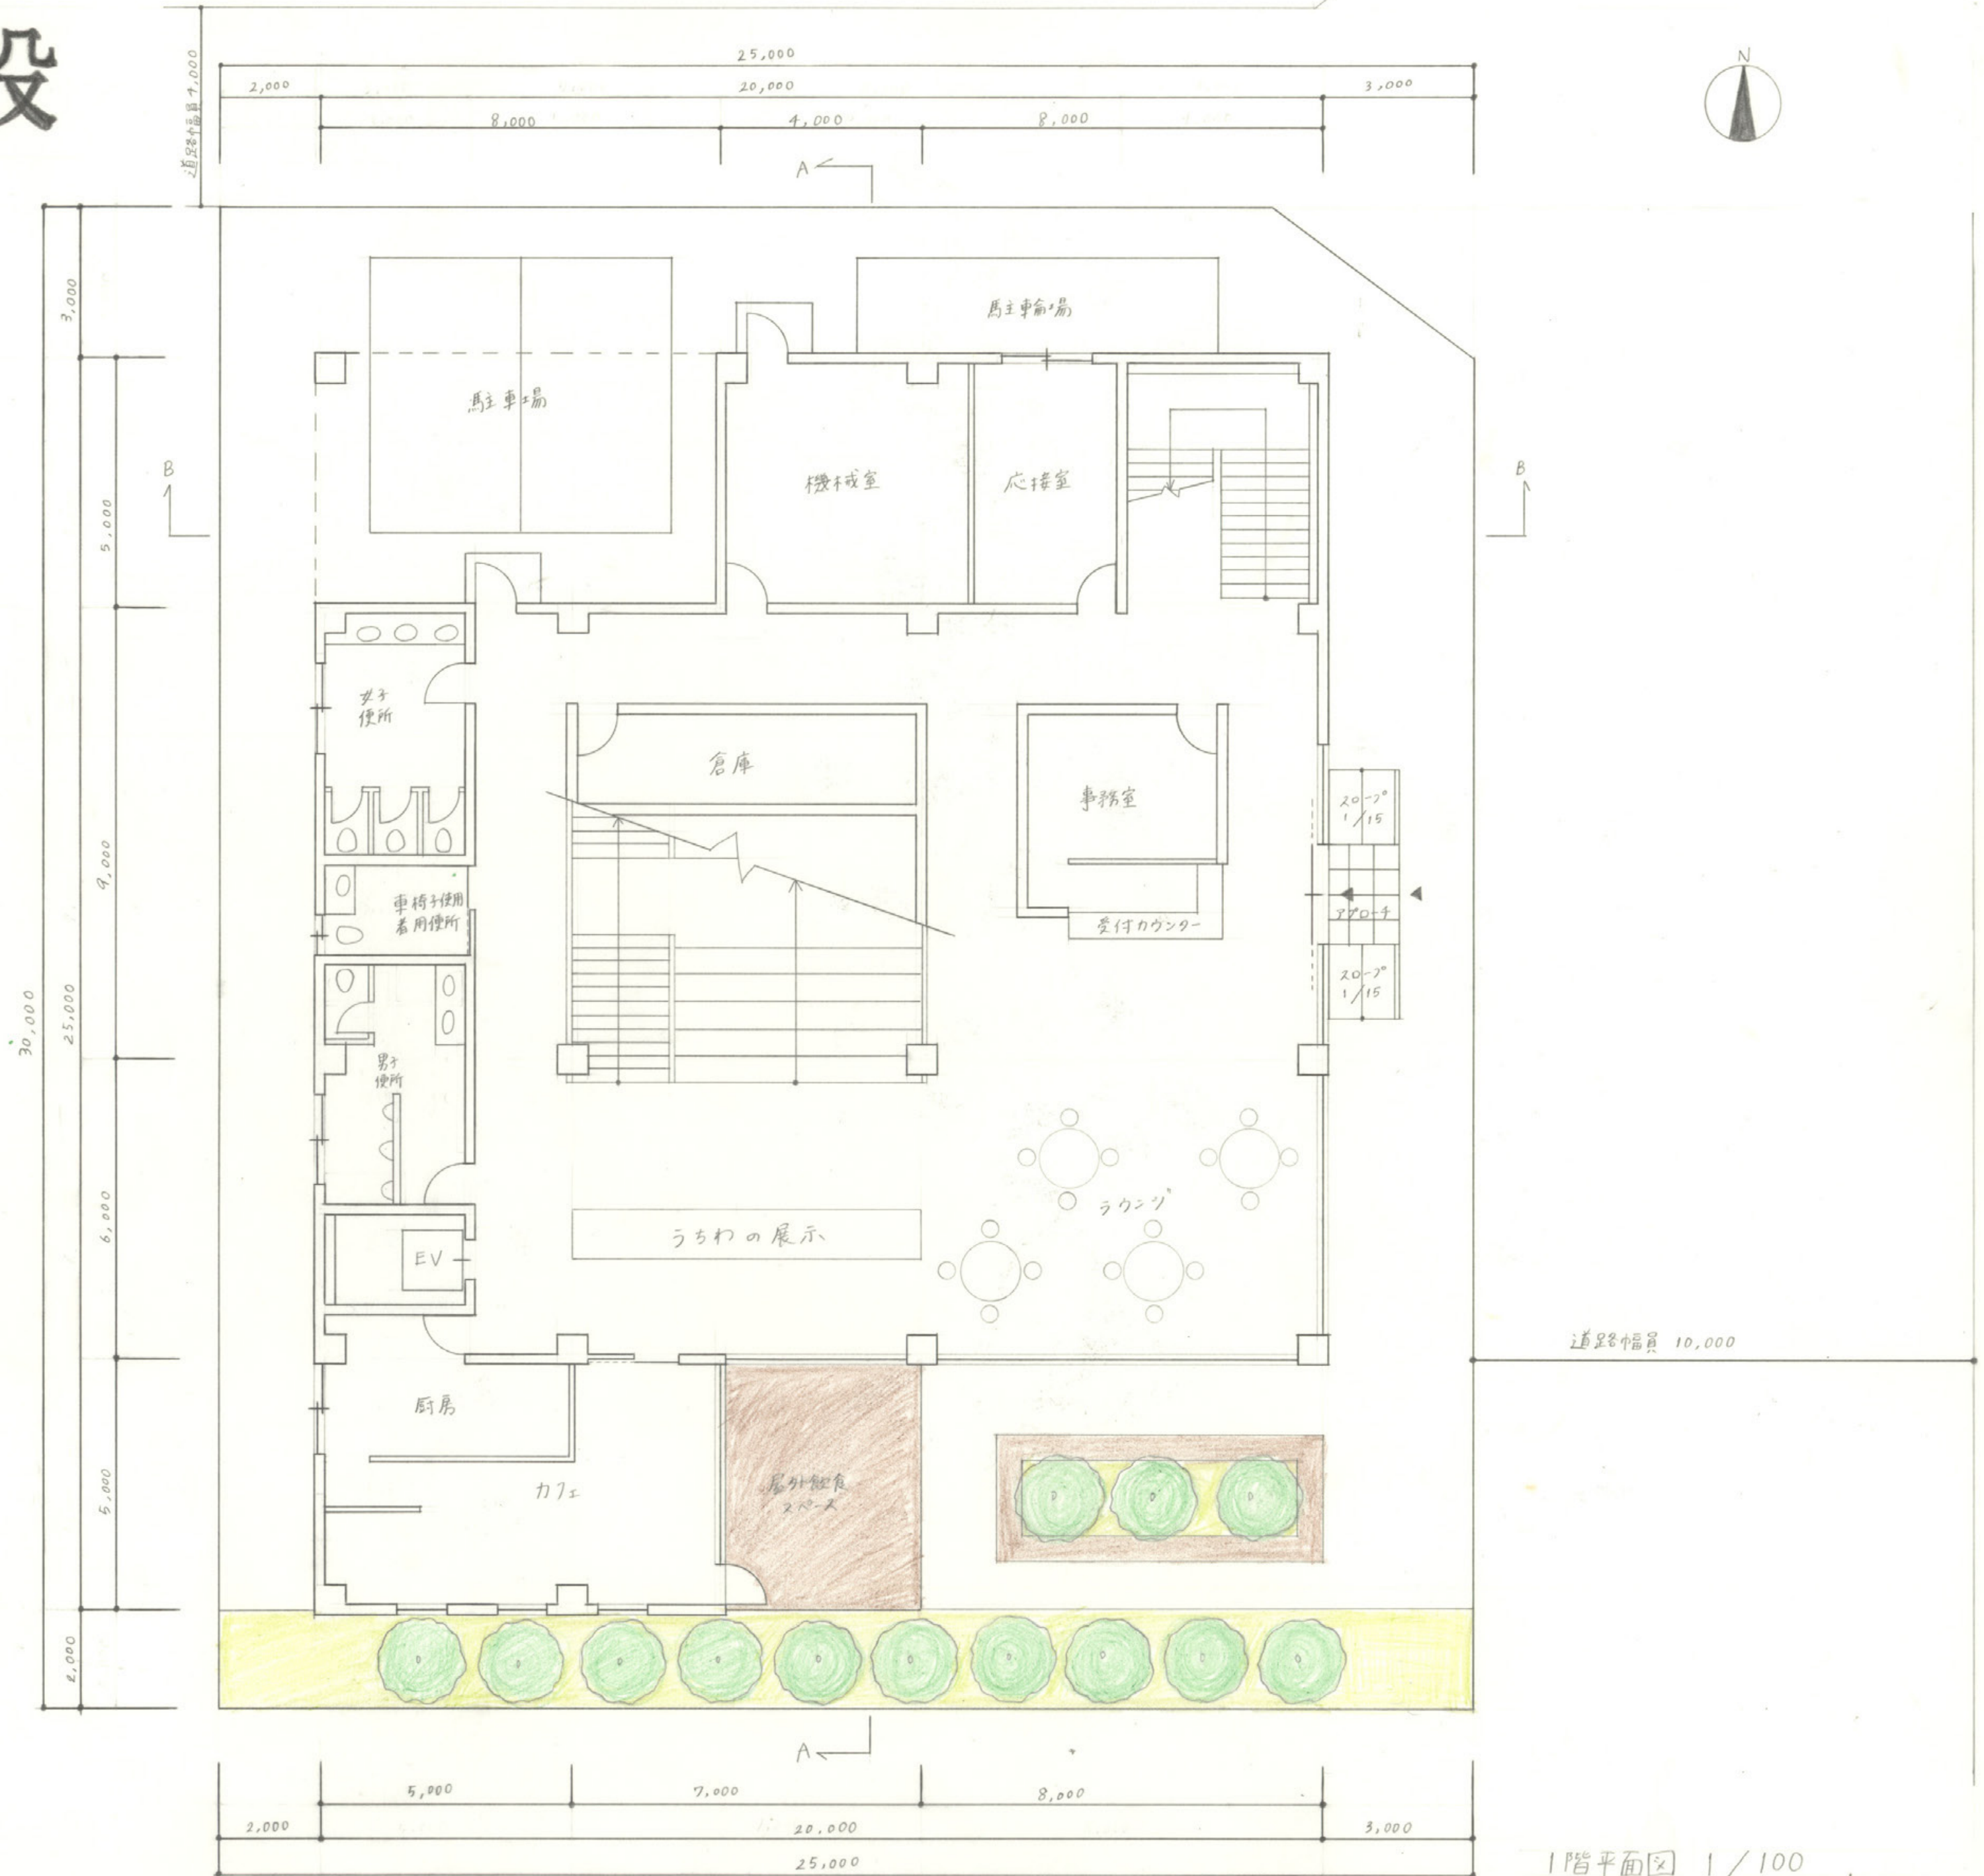 設
25,000
2,000
20,000
3,000
8,000
4,000
8,000
道路幅員 4,000
N
A
3,000
駐輪場
駐車場
B
B
5,000
機械室
応接室
女子
便所
倉庫
事務室
スロープ
1/15
9,000
車椅子使用
者用便所
アプローチ
受付カウンター
スロープ
1/15
30,000
25,000
男子
便所
6,000
うちわの展示
ラウンジ
EV
道路幅員 10,000
厨房
カフェ
屋外飲食
スペース
5,000
2,000
A
5,000
7,000
8,000
2,000
20,000
3,000
25,000
1階平面図 1/100